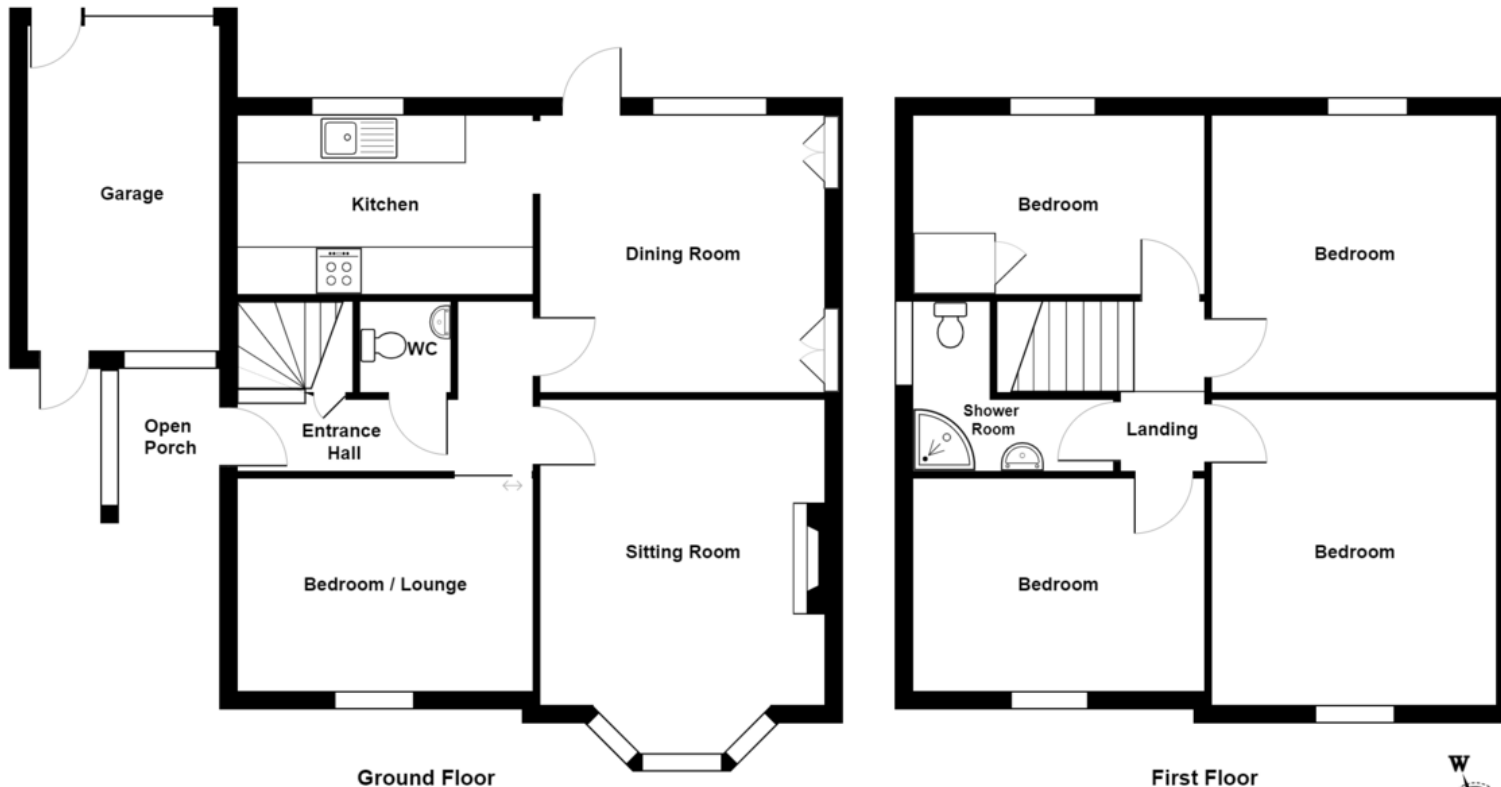 Garage
Kitchen
Dining Room
WC
Open
Porch
Entrance
Hall
Bedroom / Lounge
Sitting Room
Ground Floor
Bedroom
Bedroom
Shower
Room
Landing
Bedroom
Bedroom
First Floor
W